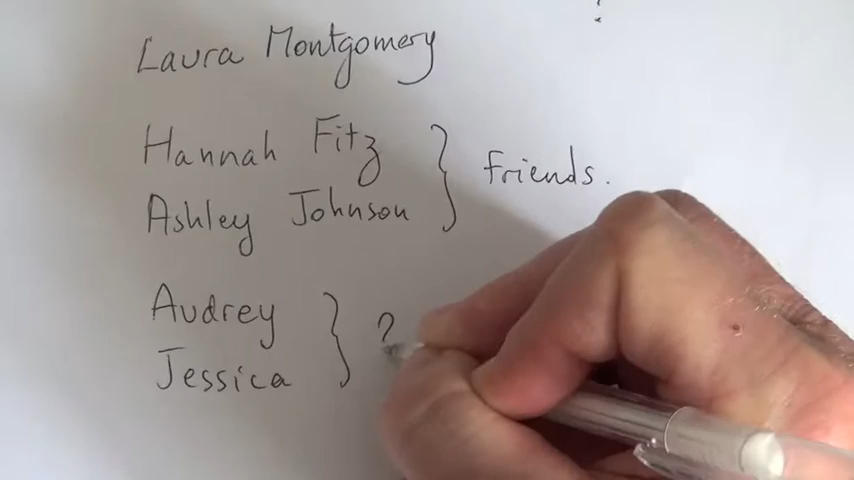 ?
Laura Montgomery
Hannah Fitz
Ashley Johnson
} friends.
Audrey
Jessica
} ?